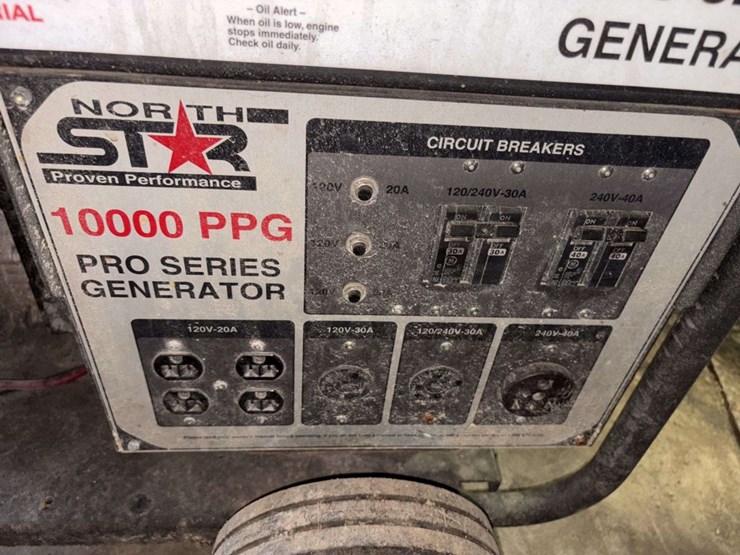 IAL
– Oil Alert –
When oil is low, engine
stops immediately.
Check oil daily.
GENERA
NORTH
STAR
Proven Performance
10000 PPG
PRO SERIES
GENERATOR
CIRCUIT BREAKERS
120V 20A
120/240V-30A
240V-40A
120V
ON ON
ON ON
OFF
30A
30A
OFF OFF
40A 40A
120V-20A
120V-30A
120/240V-30A
240V-40A